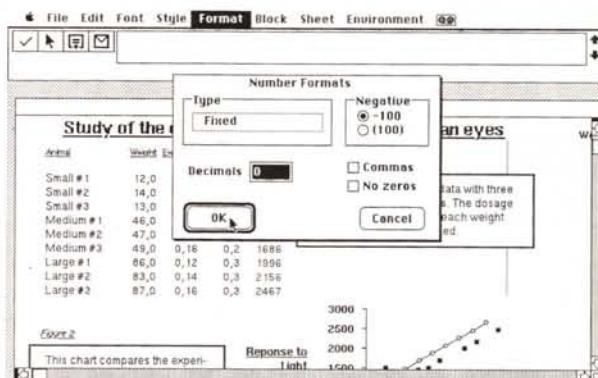 File Edit Font Style Format Block Sheet Environment
Number Formats
Type
Fixed
Negative
-100
(100)
Decimals 0
Commas
No zeros
OK
Cancel
Study of the
an eyes
Animal Weight
Small #1 12,0
Small #2 14,0
Small #3 13,0
Medium #1 46,0
Medium #2 47,0
Medium #3 49,0 0,16 0,2 1686
Large #1 86,0 0,12 0,3 1996
Large #2 83,0 0,14 0,3 2156
Large #3 87,0 0,16 0,3 2467
data with three
s. The dosage
each weight
ed.
Figure 2
This chart compares the experi-
Reponse to
Light
3000
2500
2000
1500